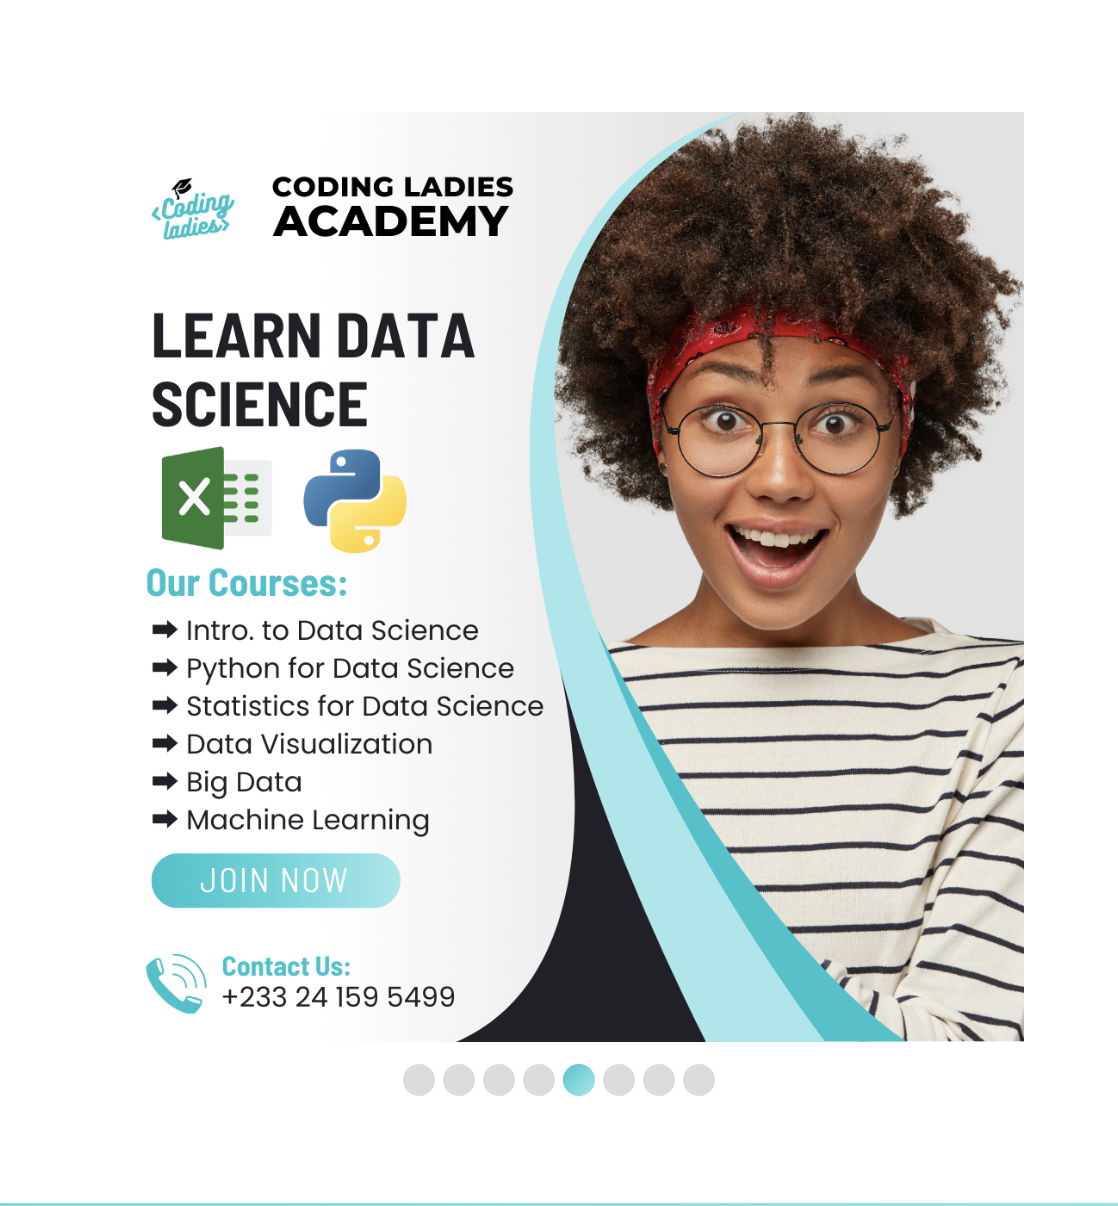 <Coding
ladies>
CODING LADIES
ACADEMY
LEARN DATA
SCIENCE
X
Our Courses:
Intro. to Data Science
Python for Data Science
Statistics for Data Science
Data Visualization
Big Data
Machine Learning
JOIN NOW
Contact Us:
+233 24 159 5499